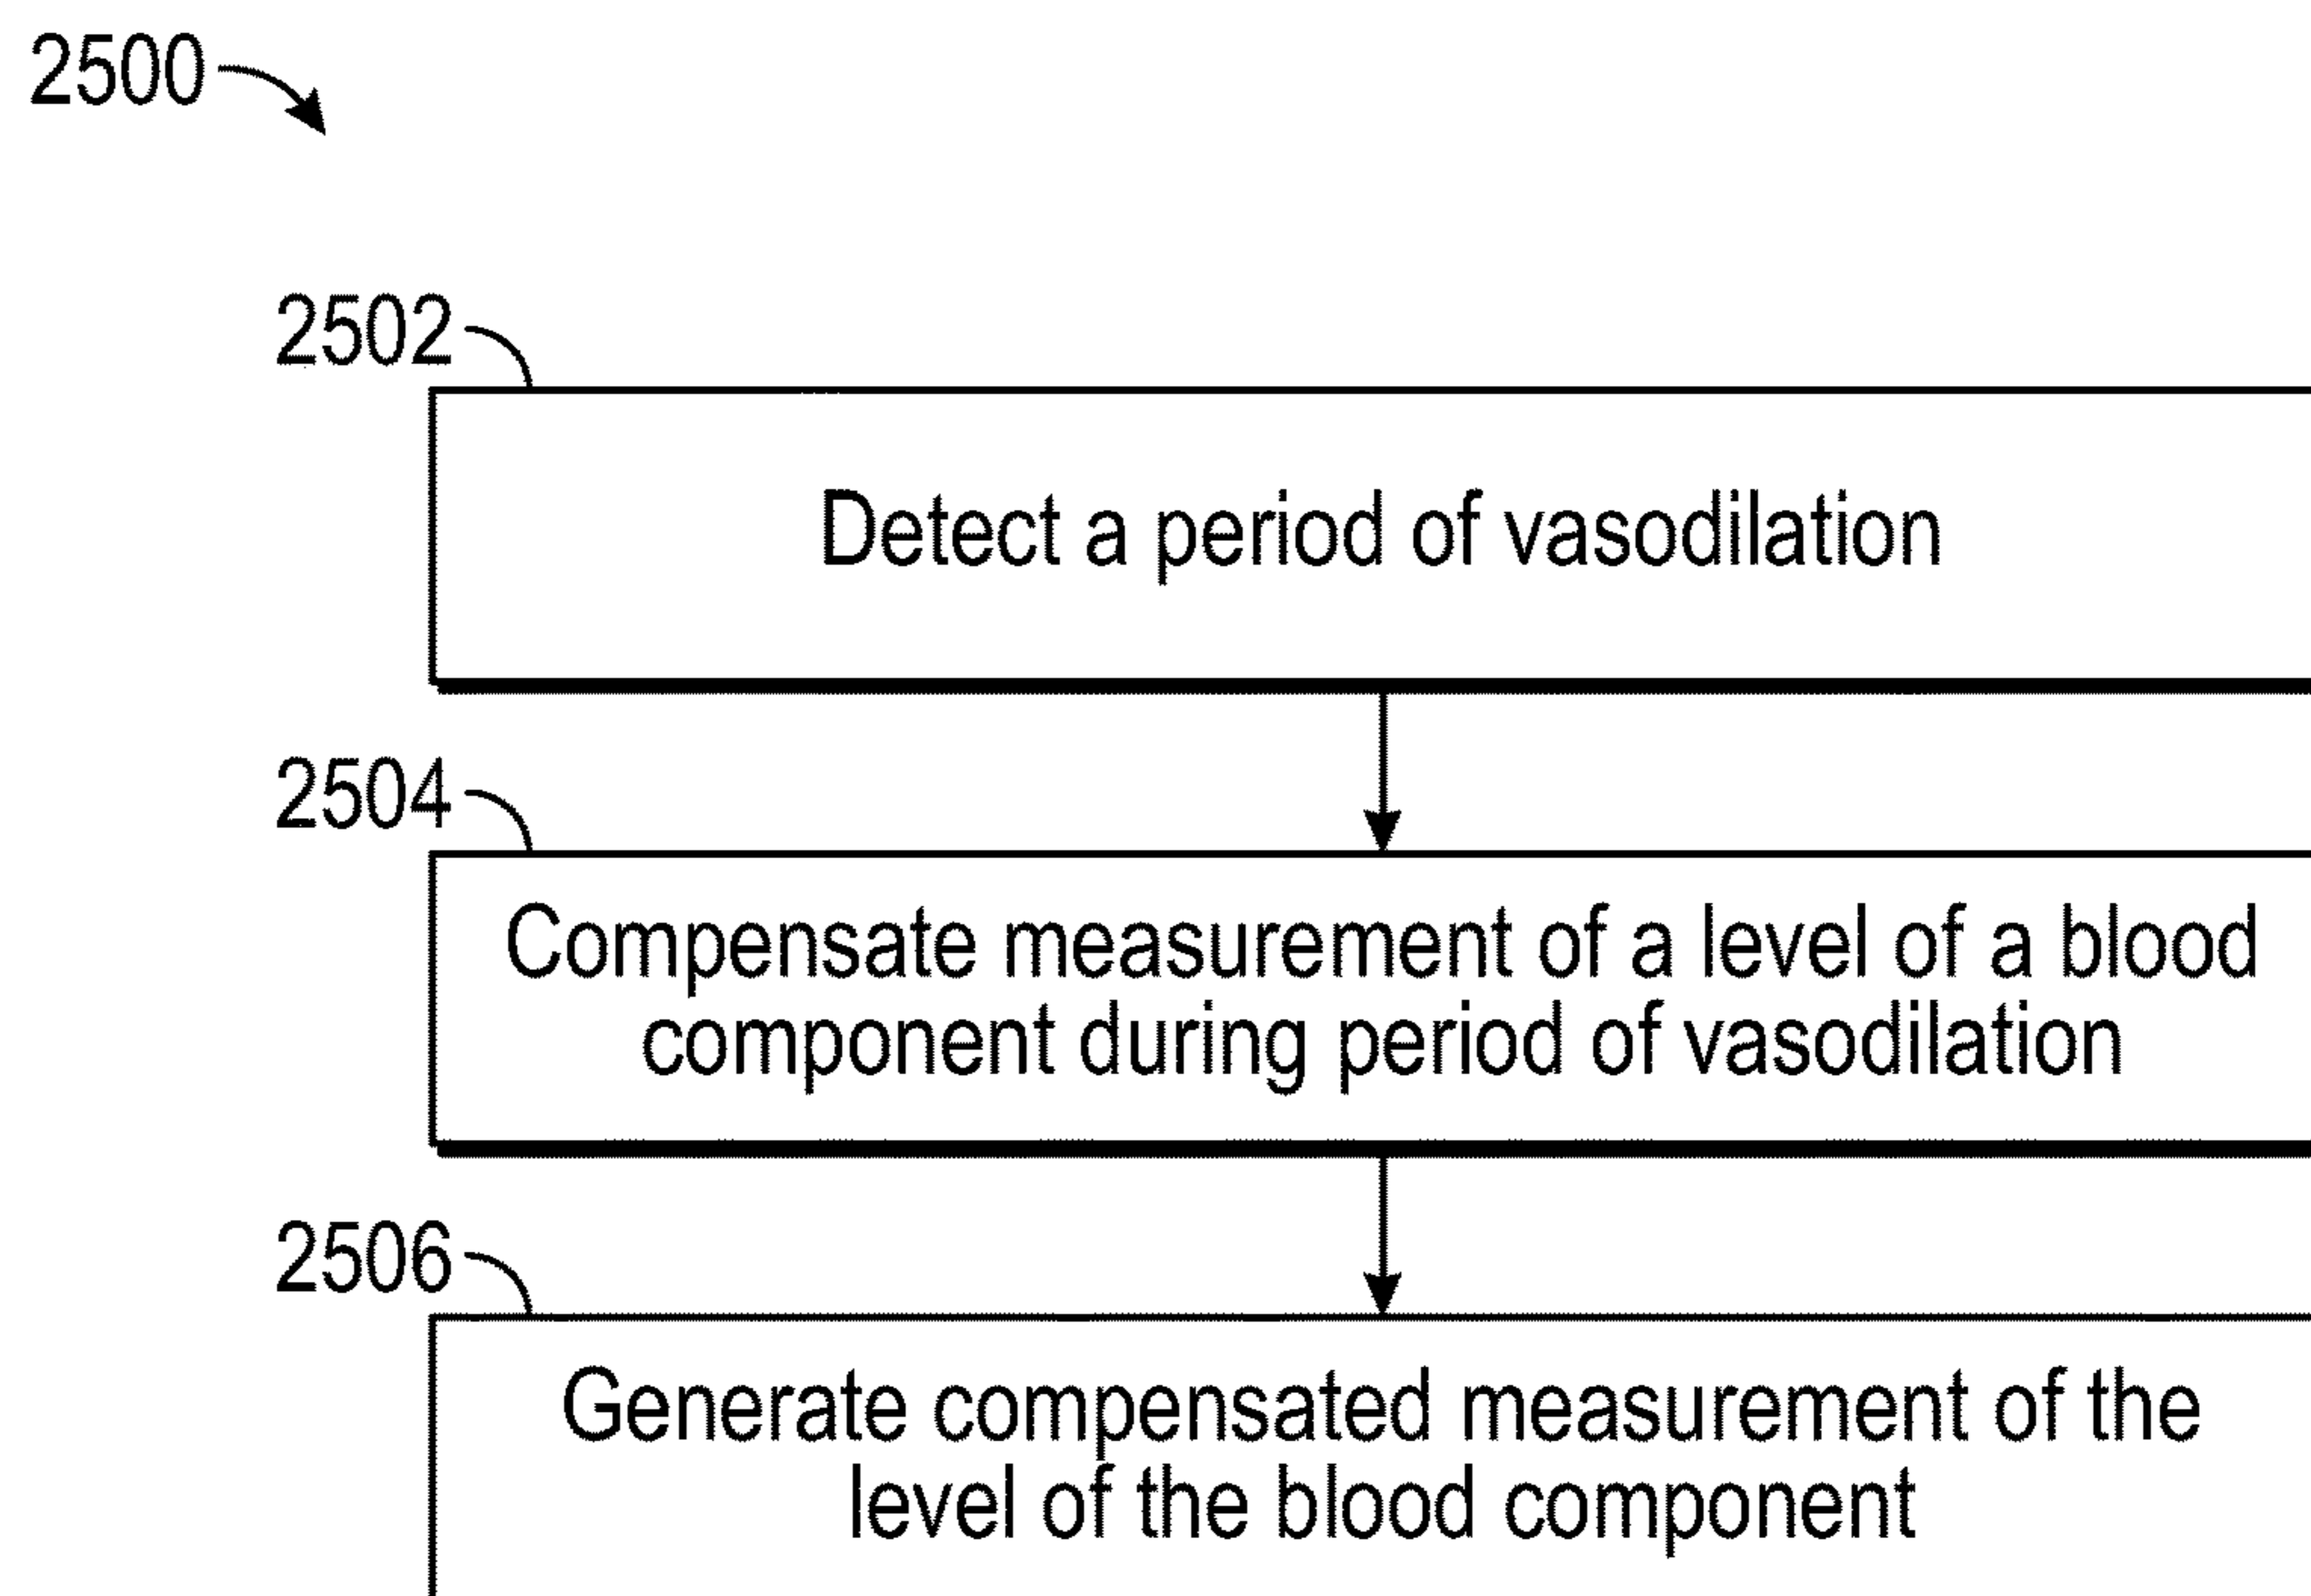 2500
2502
Detect a period of vasodilation
2504
Compensate measurement of a level of a blood
component during period of vasodilation
2506
Generate compensated measurement of the
level of the blood component